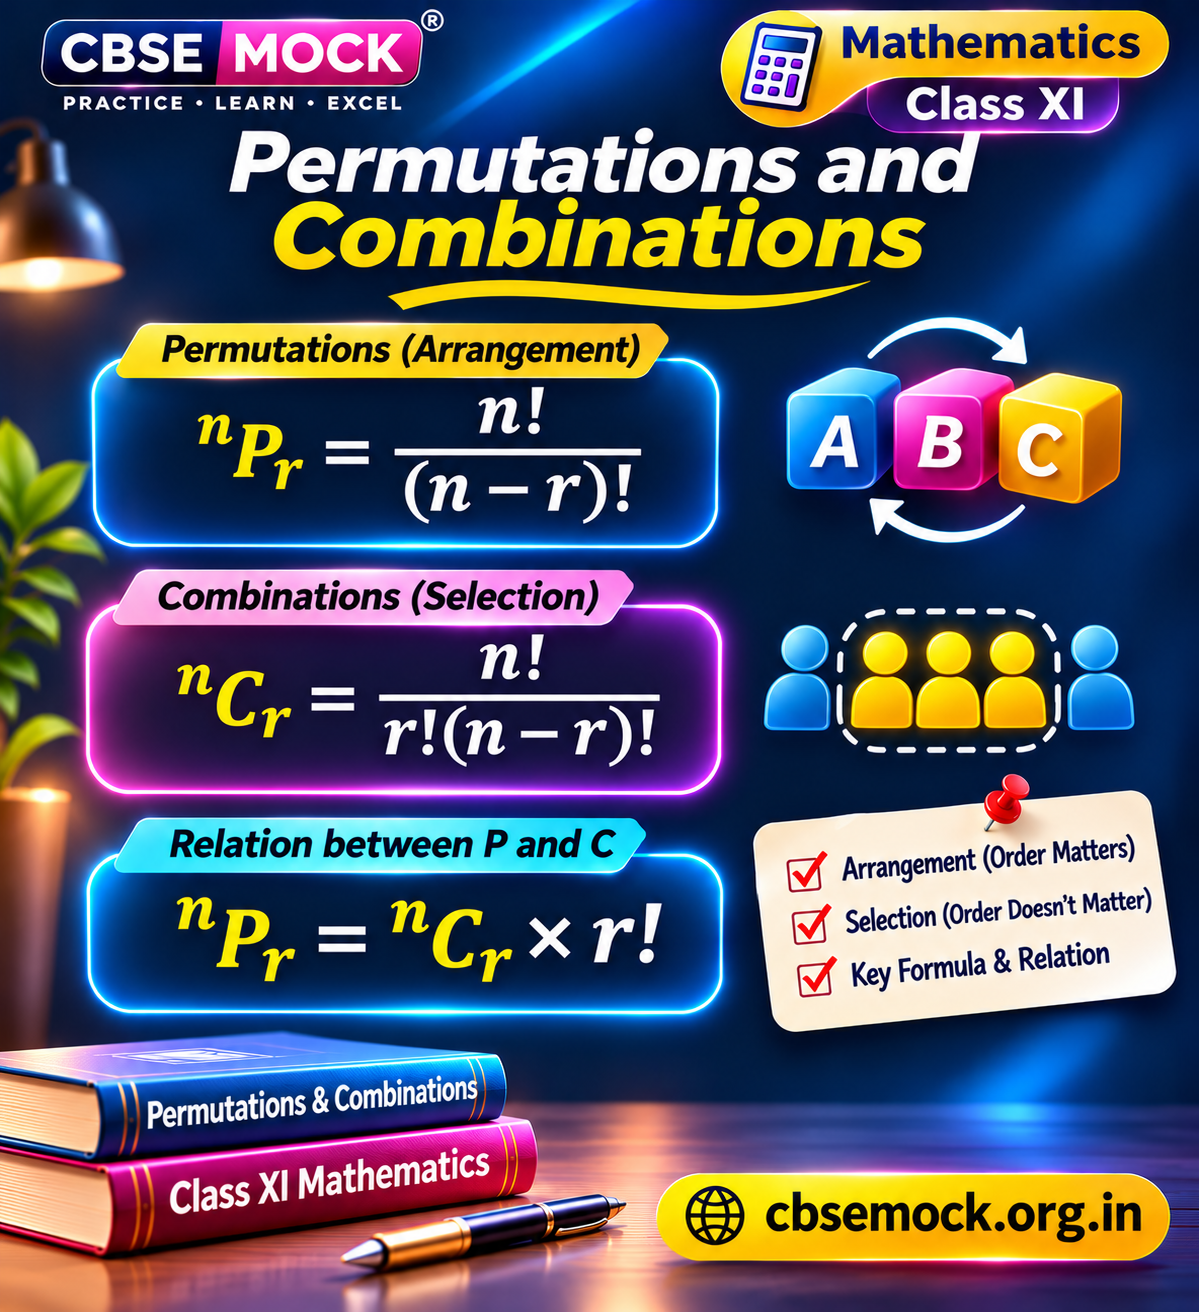 CBSE MOCK®
PRACTICE • LEARN • EXCEL
Mathematics
Class XI
Permutations and
Combinations
Permutations (Arrangement)
ⁿPᵣ = n! / (n − r)!
A B C
Combinations (Selection)
ⁿCᵣ = n! / r!(n − r)!
Relation between P and C
ⁿPᵣ = ⁿCᵣ × r!
Arrangement (Order Matters)
Selection (Order Doesn't Matter)
Key Formula & Relation
Permutations & Combinations
Class XI Mathematics
cbsemock.org.in